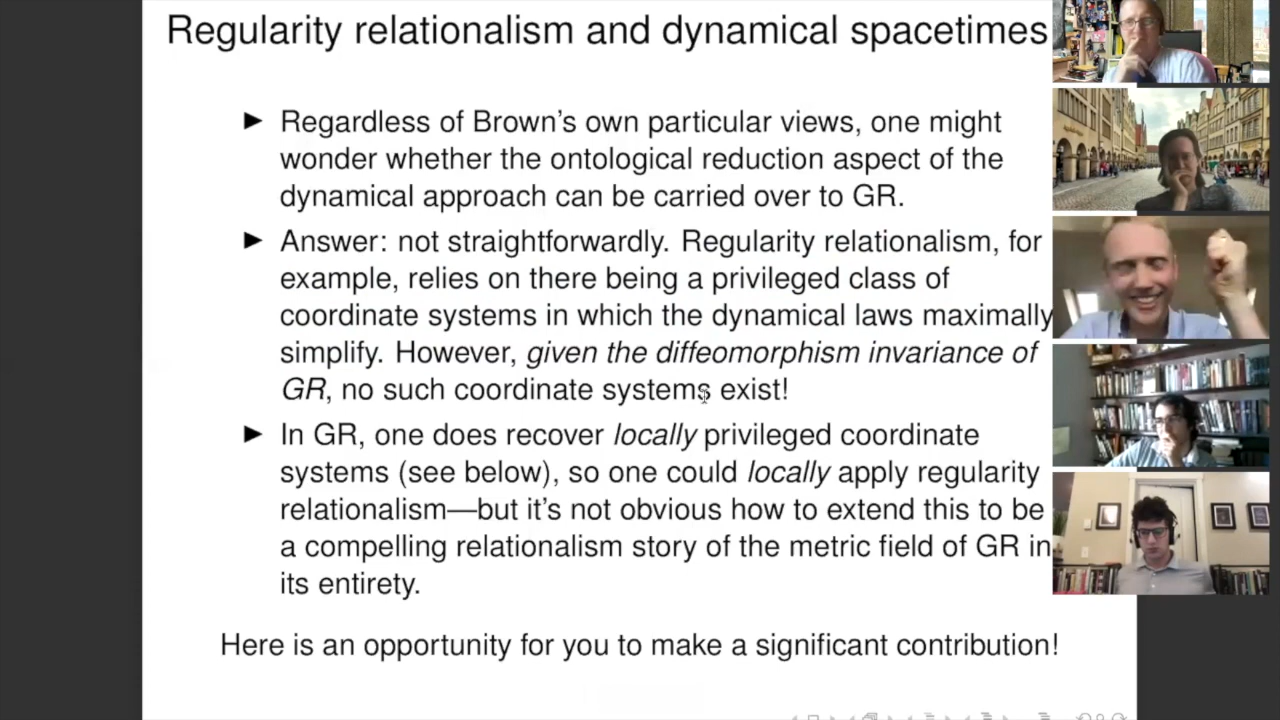 Regularity relationalism and dynamical spacetimes
► Regardless of Brown's own particular views, one might
wonder whether the ontological reduction aspect of the
dynamical approach can be carried over to GR.
► Answer: not straightforwardly. Regularity relationalism, for
example, relies on there being a privileged class of
coordinate systems in which the dynamical laws maximally
simplify. However, given the diffeomorphism invariance of
GR, no such coordinate systems exist!
► In GR, one does recover locally privileged coordinate
systems (see below), so one could locally apply regularity
relationalism—but it's not obvious how to extend this to be
a compelling relationalism story of the metric field of GR in
its entirety.
Here is an opportunity for you to make a significant contribution!